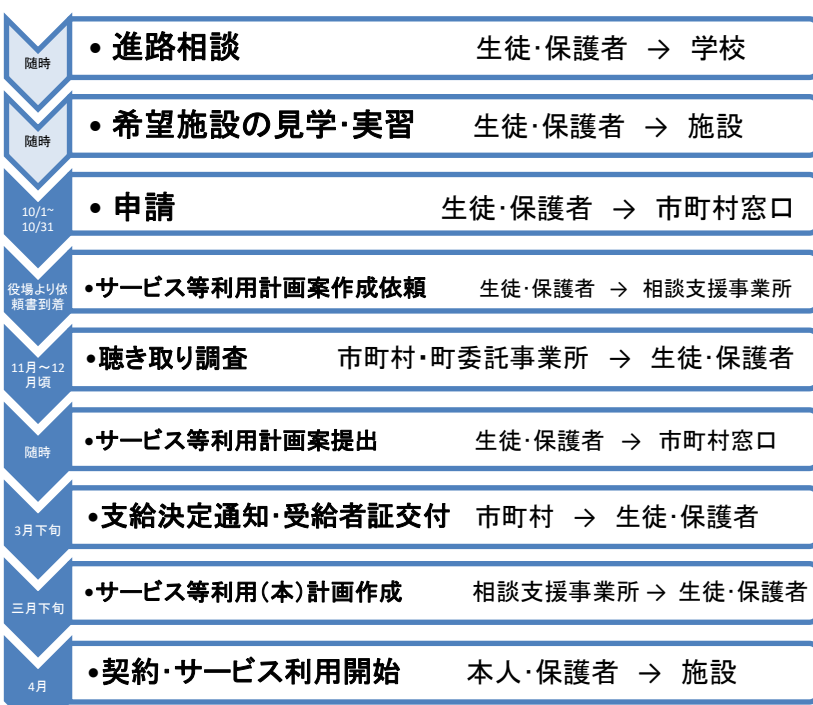 随時
• 進路相談 生徒･保護者 → 学校
随時
• 希望施設の見学･実習 生徒･保護者 → 施設
10/1~
10/31
• 申請 生徒･保護者 → 市町村窓口
役場より依
頼書到着
•サービス等利用計画案作成依頼 生徒･保護者 → 相談支援事業所
11月～12
月頃
•聴き取り調査 市町村・町委託事業所 → 生徒･保護者
随時
•サービス等利用計画案提出 生徒･保護者 → 市町村窓口
3月下旬
•支給決定通知･受給者証交付 市町村 → 生徒･保護者
三月下旬
•サービス等利用(本)計画作成 相談支援事業所 → 生徒･保護者
4月
•契約･サービス利用開始 本人･保護者 → 施設